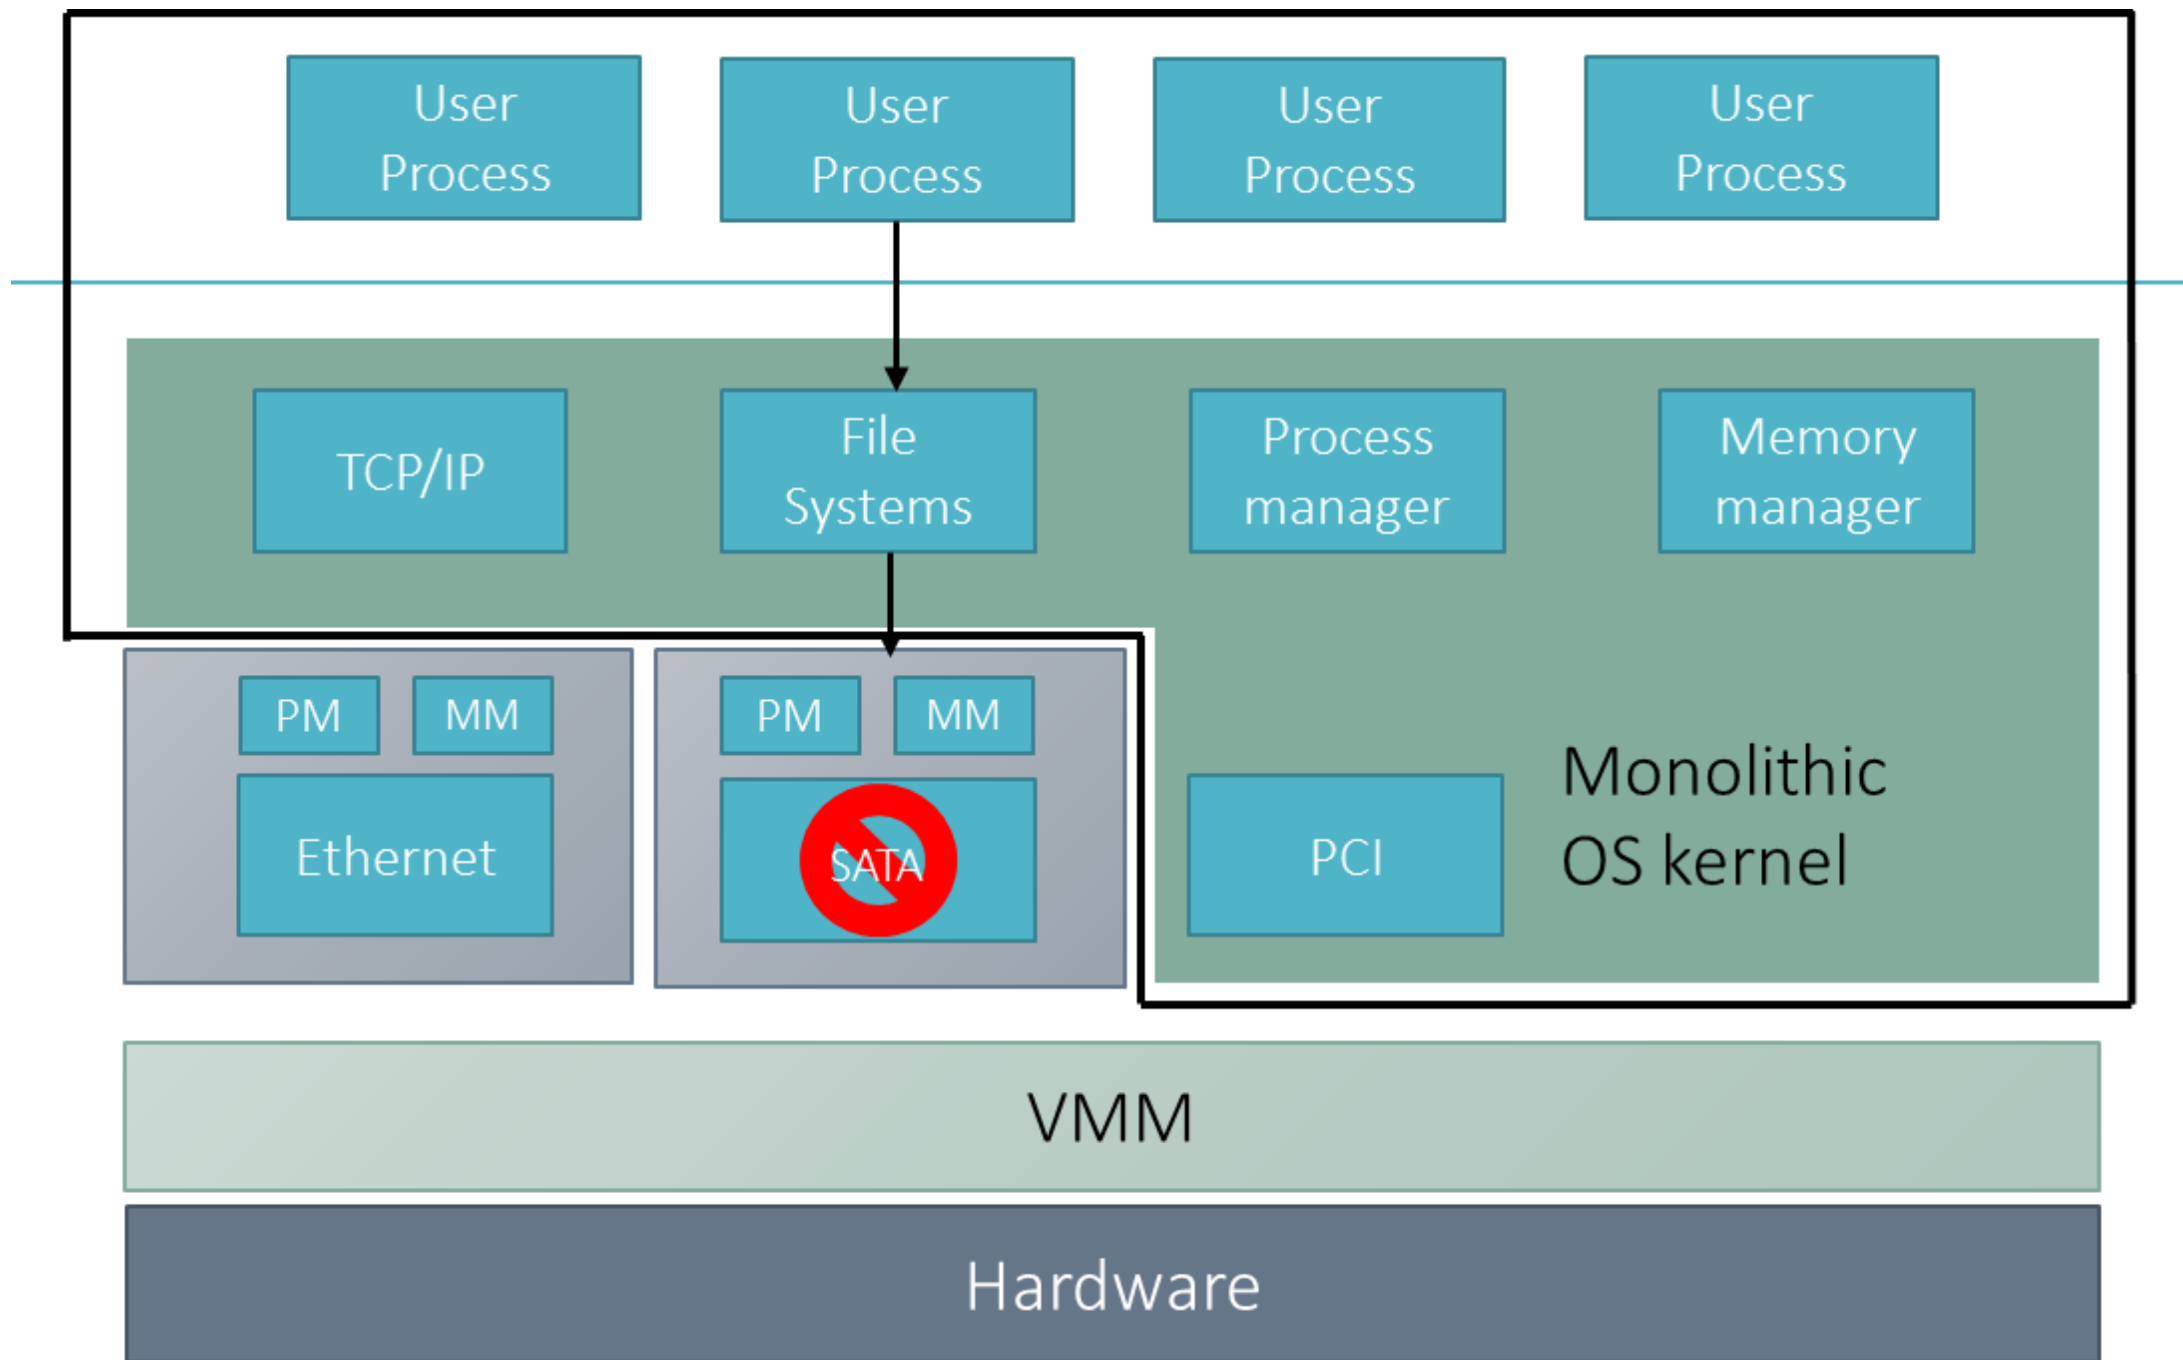 User
Process
User
Process
User
Process
User
Process
TCP/IP
File
Systems
Process
manager
Memory
manager
PM
MM
Ethernet
PM
MM
SATA
PCI
Monolithic
OS kernel
VMM
Hardware